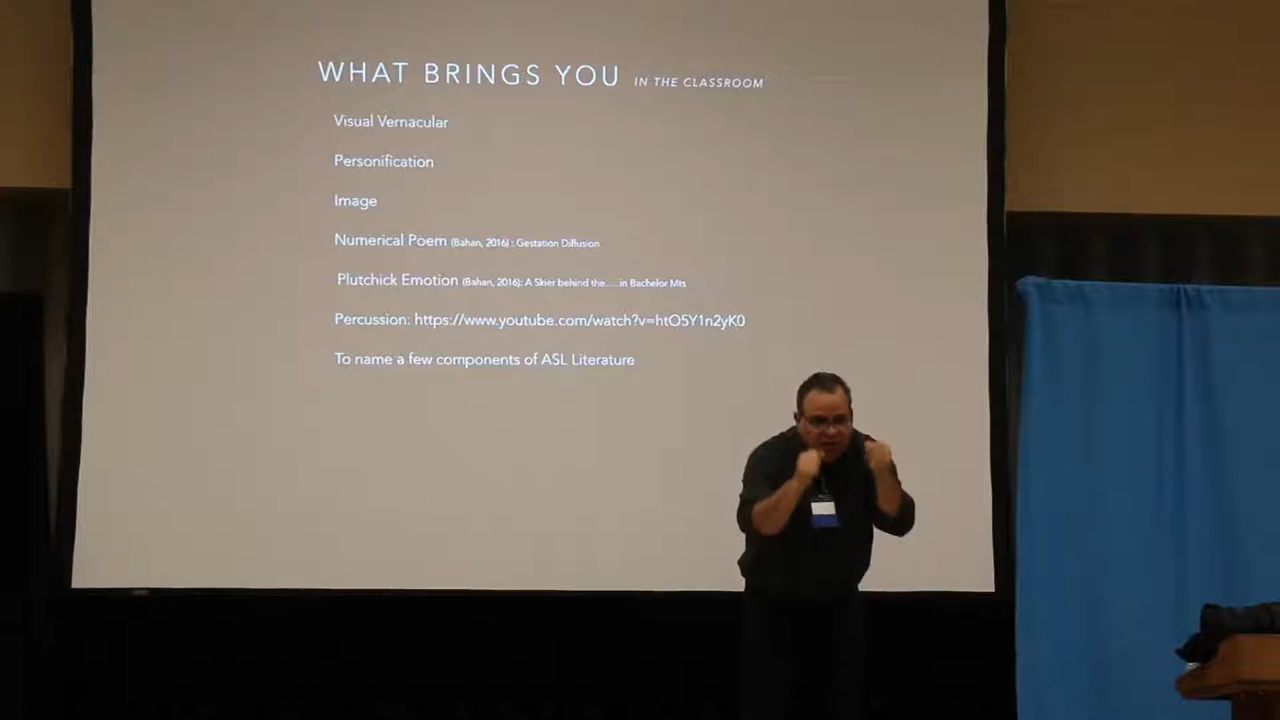 WHAT BRINGS YOU IN THE CLASSROOM
Visual Vernacular
Personification
Image
Numerical Poem (Bahan, 2016) : Gestation Diffusion
Plutchick Emotion (Bahan, 2016): A Skier behind the.....in Bachelor Mts
Percussion: https://www.youtube.com/watch?v=htO5Y1n2yK0
To name a few components of ASL Literature